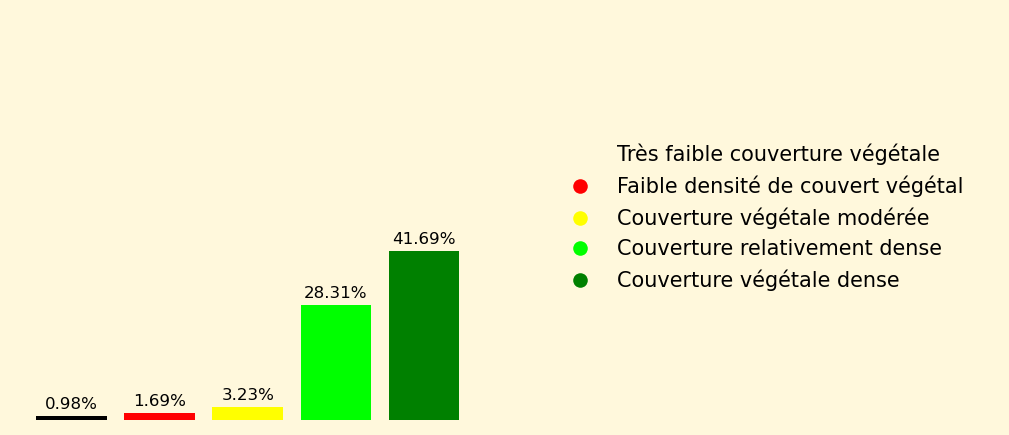 0.98%
1.69%
3.23%
28.31%
41.69%
Très faible couverture végétale
Faible densité de couvert végétal
Couverture végétale modérée
Couverture relativement dense
Couverture végétale dense